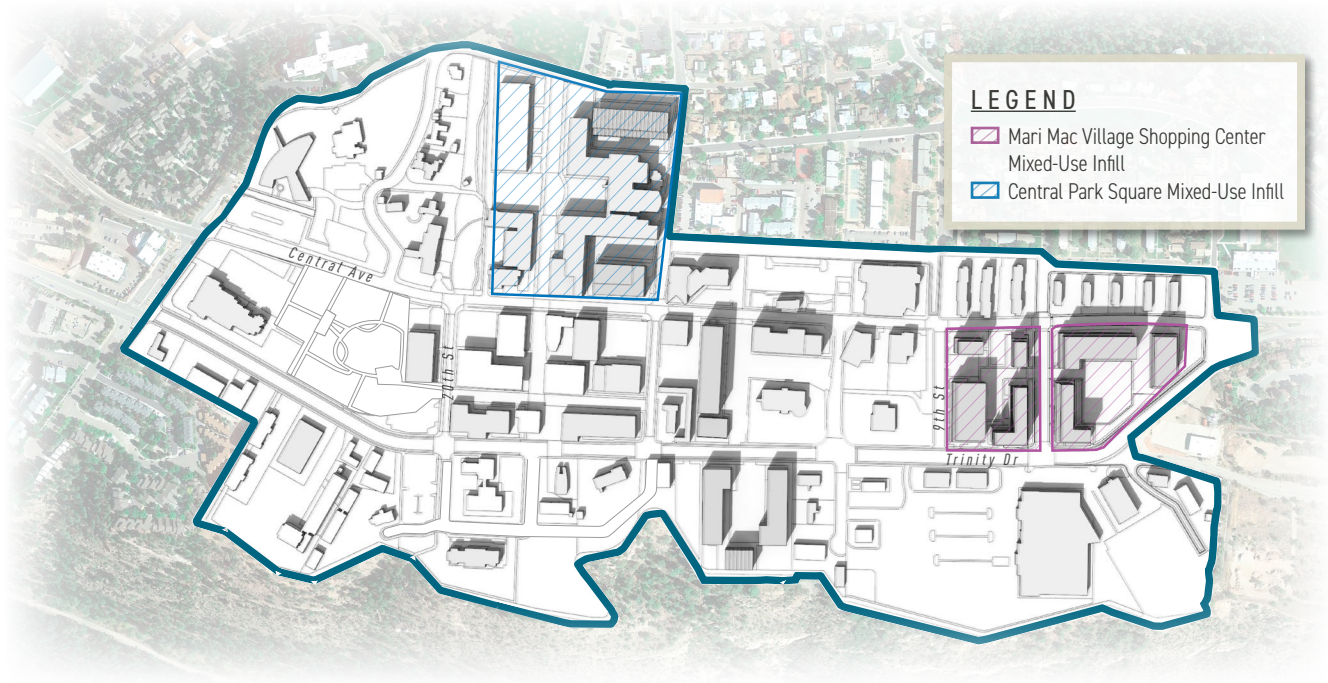 LEGEND
Mari Mac Village Shopping Center
Mixed-Use Infill
Central Park Square Mixed-Use Infill
Central Ave
20th St
9th St
Trinity Dr